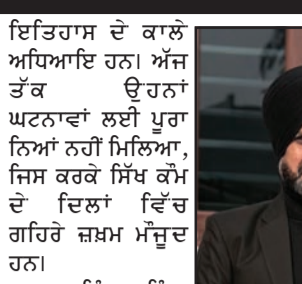 ਇਤਿਹਾਸ ਦੇ ਕਾਲੇ
ਅਧਿਆਇ ਹਨ। ਅੱਜ
ਤੱਕ ਉਹਨਾਂ
ਘਟਨਾਵਾਂ ਲਈ ਪੂਰਾ
ਨਿਆਂ ਨਹੀਂ ਮਿਲਿਆ,
ਜਿਸ ਕਰਕੇ ਸਿੱਖ ਕੌਮ
ਦੇ ਦਿਲਾਂ ਵਿੱਚ
ਗਹਿਰੇ ਜ਼ਖ਼ਮ ਮੌਜੂਦ
ਹਨ।